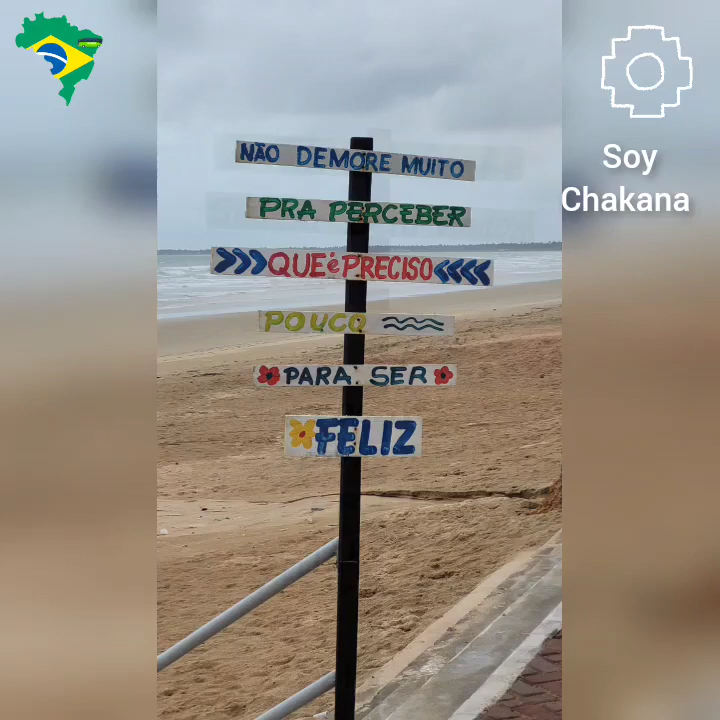 NÃO DEMORE MUITO
PRA PERCEBER
QUE é PRECISO
POUCO
PARA SER
FELIZ
Soy
Chakana